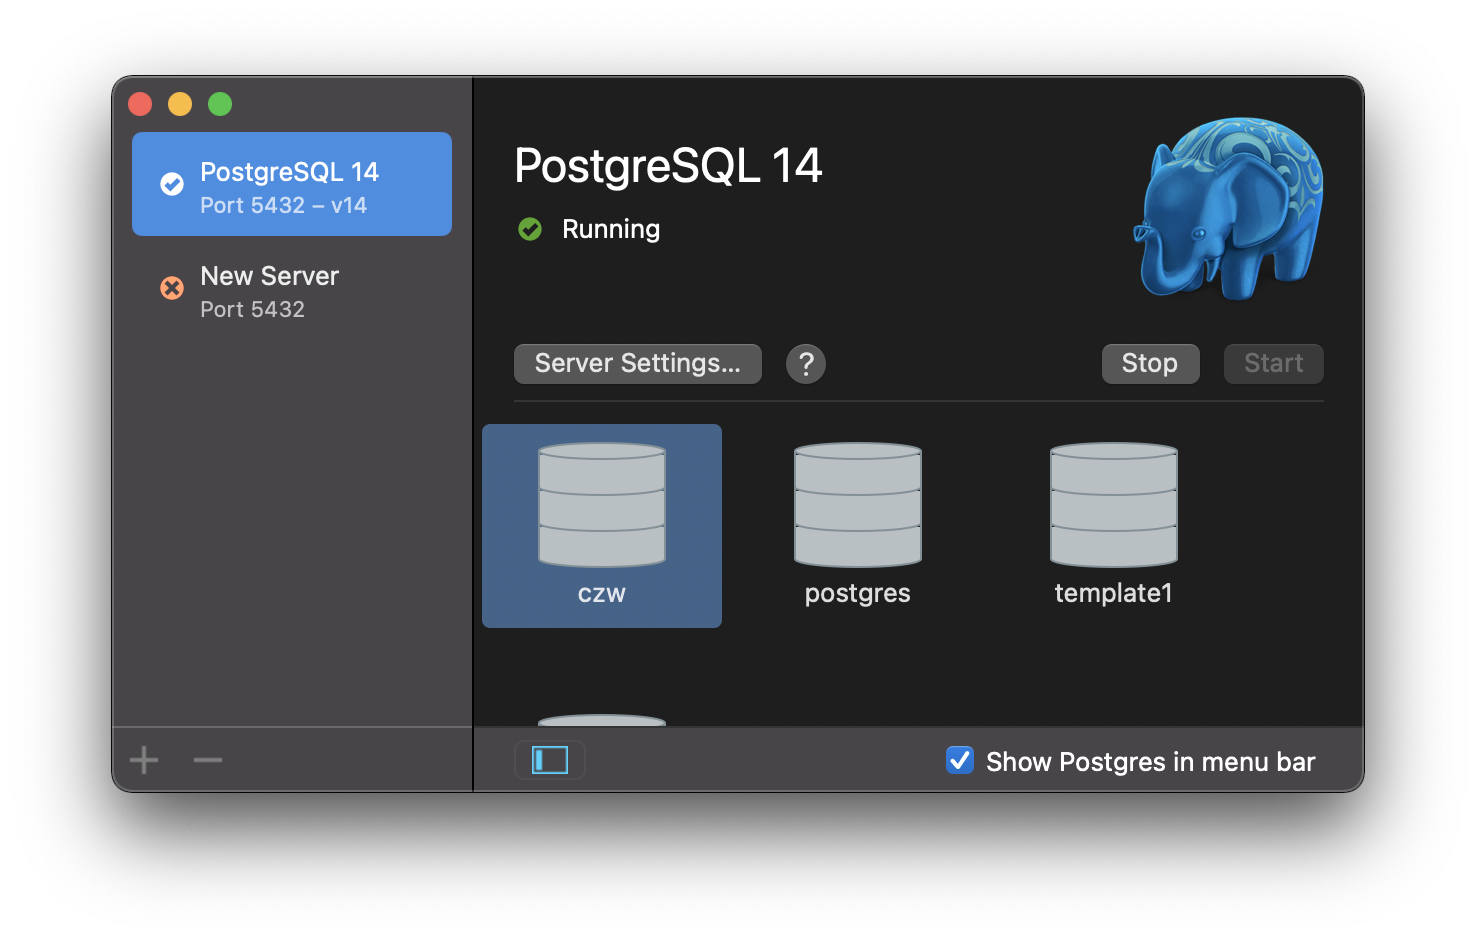 PostgreSQL 14
Port 5432 – v14
New Server
Port 5432
PostgreSQL 14
Running
Server Settings...
?
Stop
Start
czw
postgres
template1
Show Postgres in menu bar